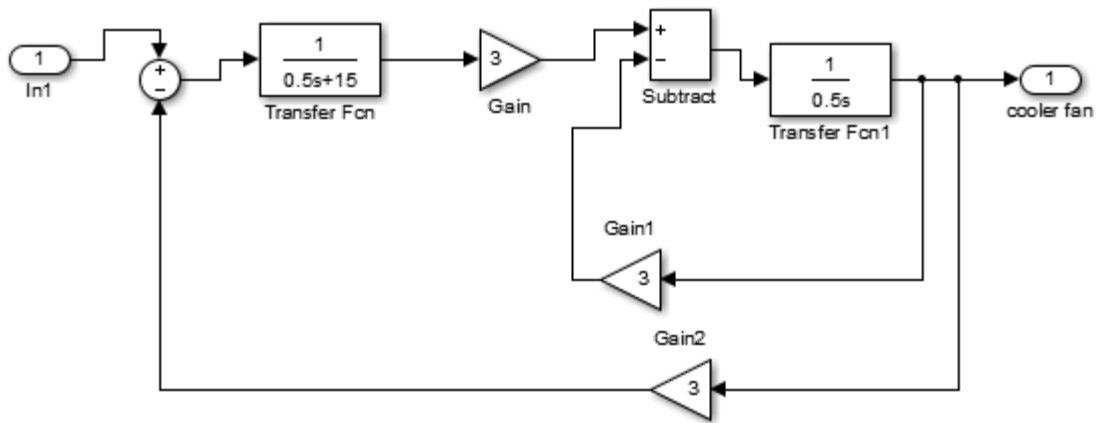 1
In1
+
−
1
0.5s+15
Transfer Fcn
3
Gain
+
−
Subtract
1
0.5s
Transfer Fcn1
1
cooler fan
Gain1
3
Gain2
3